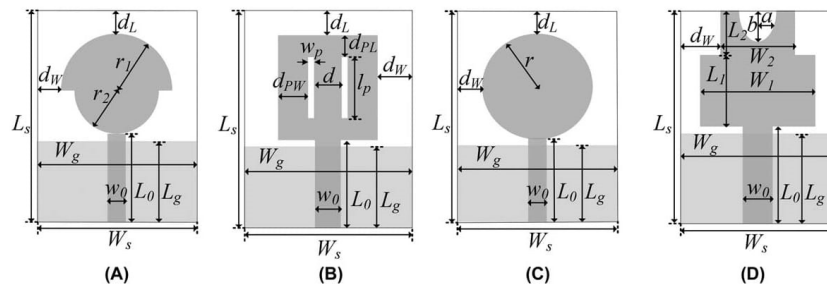 d_L
r_1
d_W
r_2
L_s
W_g
w_0
L_0
L_g
W_s
(A)
d_L
w_p
d_PL
d_PW
d
l_p
d_W
L_s
W_g
w_0
L_0
L_g
W_s
(B)
r
d_W
L_s
W_g
w_0
L_0
L_g
W_s
(C)
b
a
d_W
L_2
W_2
L_1
W_1
L_s
W_g
w_0
L_0
L_g
W_s
(D)